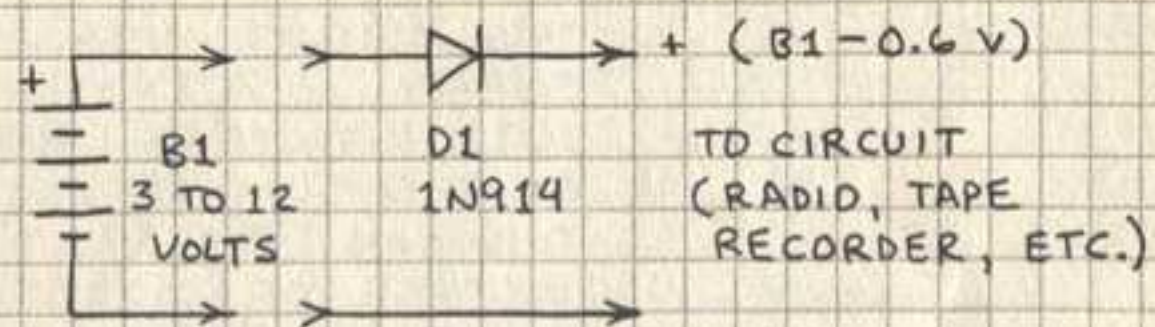 + (B1-0.6 V)
+
B1
3 TO 12
VOLTS
D1
1N914
TO CIRCUIT
(RADIO, TAPE
RECORDER, ETC.)